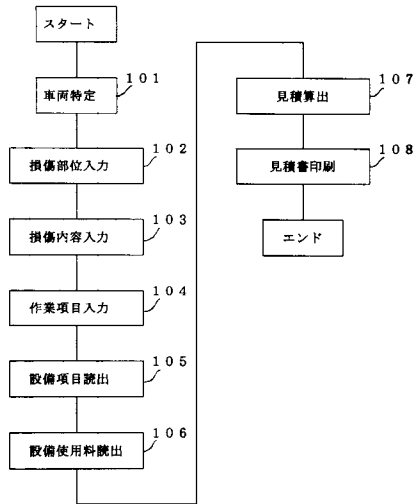 スタート
101
車両特定
102
損傷部位入力
103
損傷内容入力
104
作業項目入力
105
設備項目読出
106
設備使用料読出
107
見積算出
108
見積書印刷
エンド